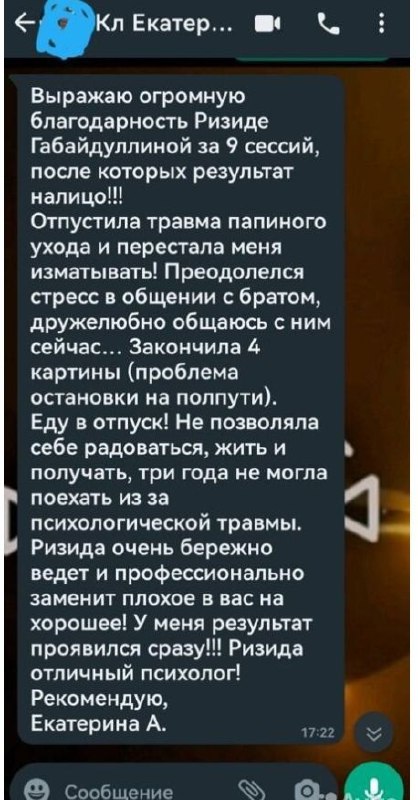 Кл Екатер...
Выражаю огромную
благодарность Ризиде
Габайдуллиной за 9 сессий,
после которых результат
налицо!!!
Отпустила травма папиного
ухода и перестала меня
изматывать! Преодолелся
стресс в общении с братом,
дружелюбно общаюсь с ним
сейчас... Закончила 4
картины (проблема
остановки на полпути).
Еду в отпуск! Не позволяла
себе радоваться, жить и
получать, три года не могла
поехать из за
психологической травмы.
Ризида очень бережно
ведет и профессионально
заменит плохое в вас на
хорошее! У меня результат
проявился сразу!!! Ризида
отличный психолог!
Рекомендую,
Екатерина А.
17:22
Сообщение